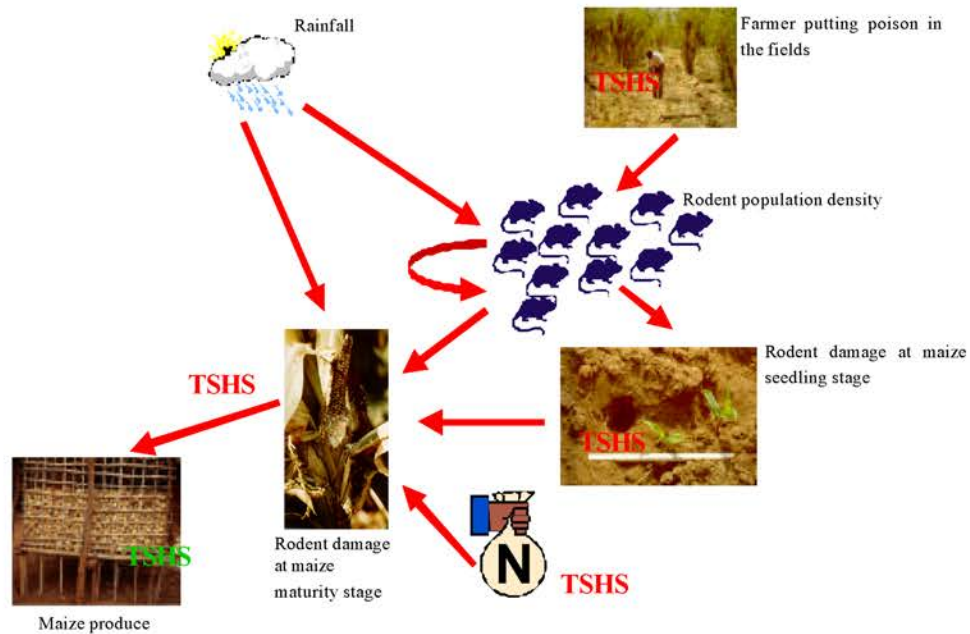 Rainfall
Farmer putting poison in
the fields
TSHS
Rodent population density
Rodent damage at maize
seedling stage
TSHS
TSHS
TSHS
Maize produce
Rodent damage
at maize
maturity stage
N
TSHS